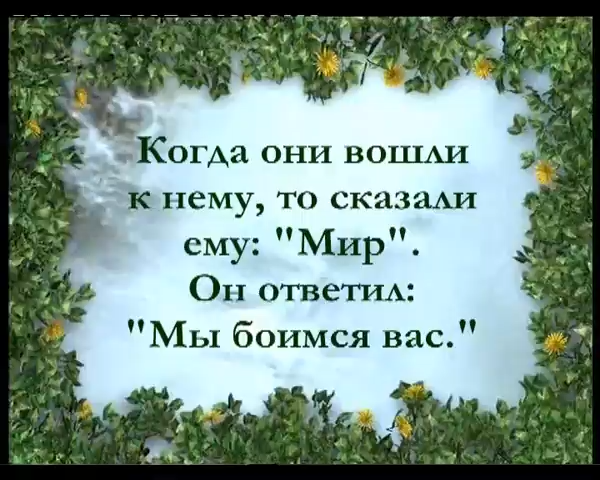 Когда они вошли
к нему, то сказали
ему: "Мир".
Он ответил:
"Мы боимся вас."